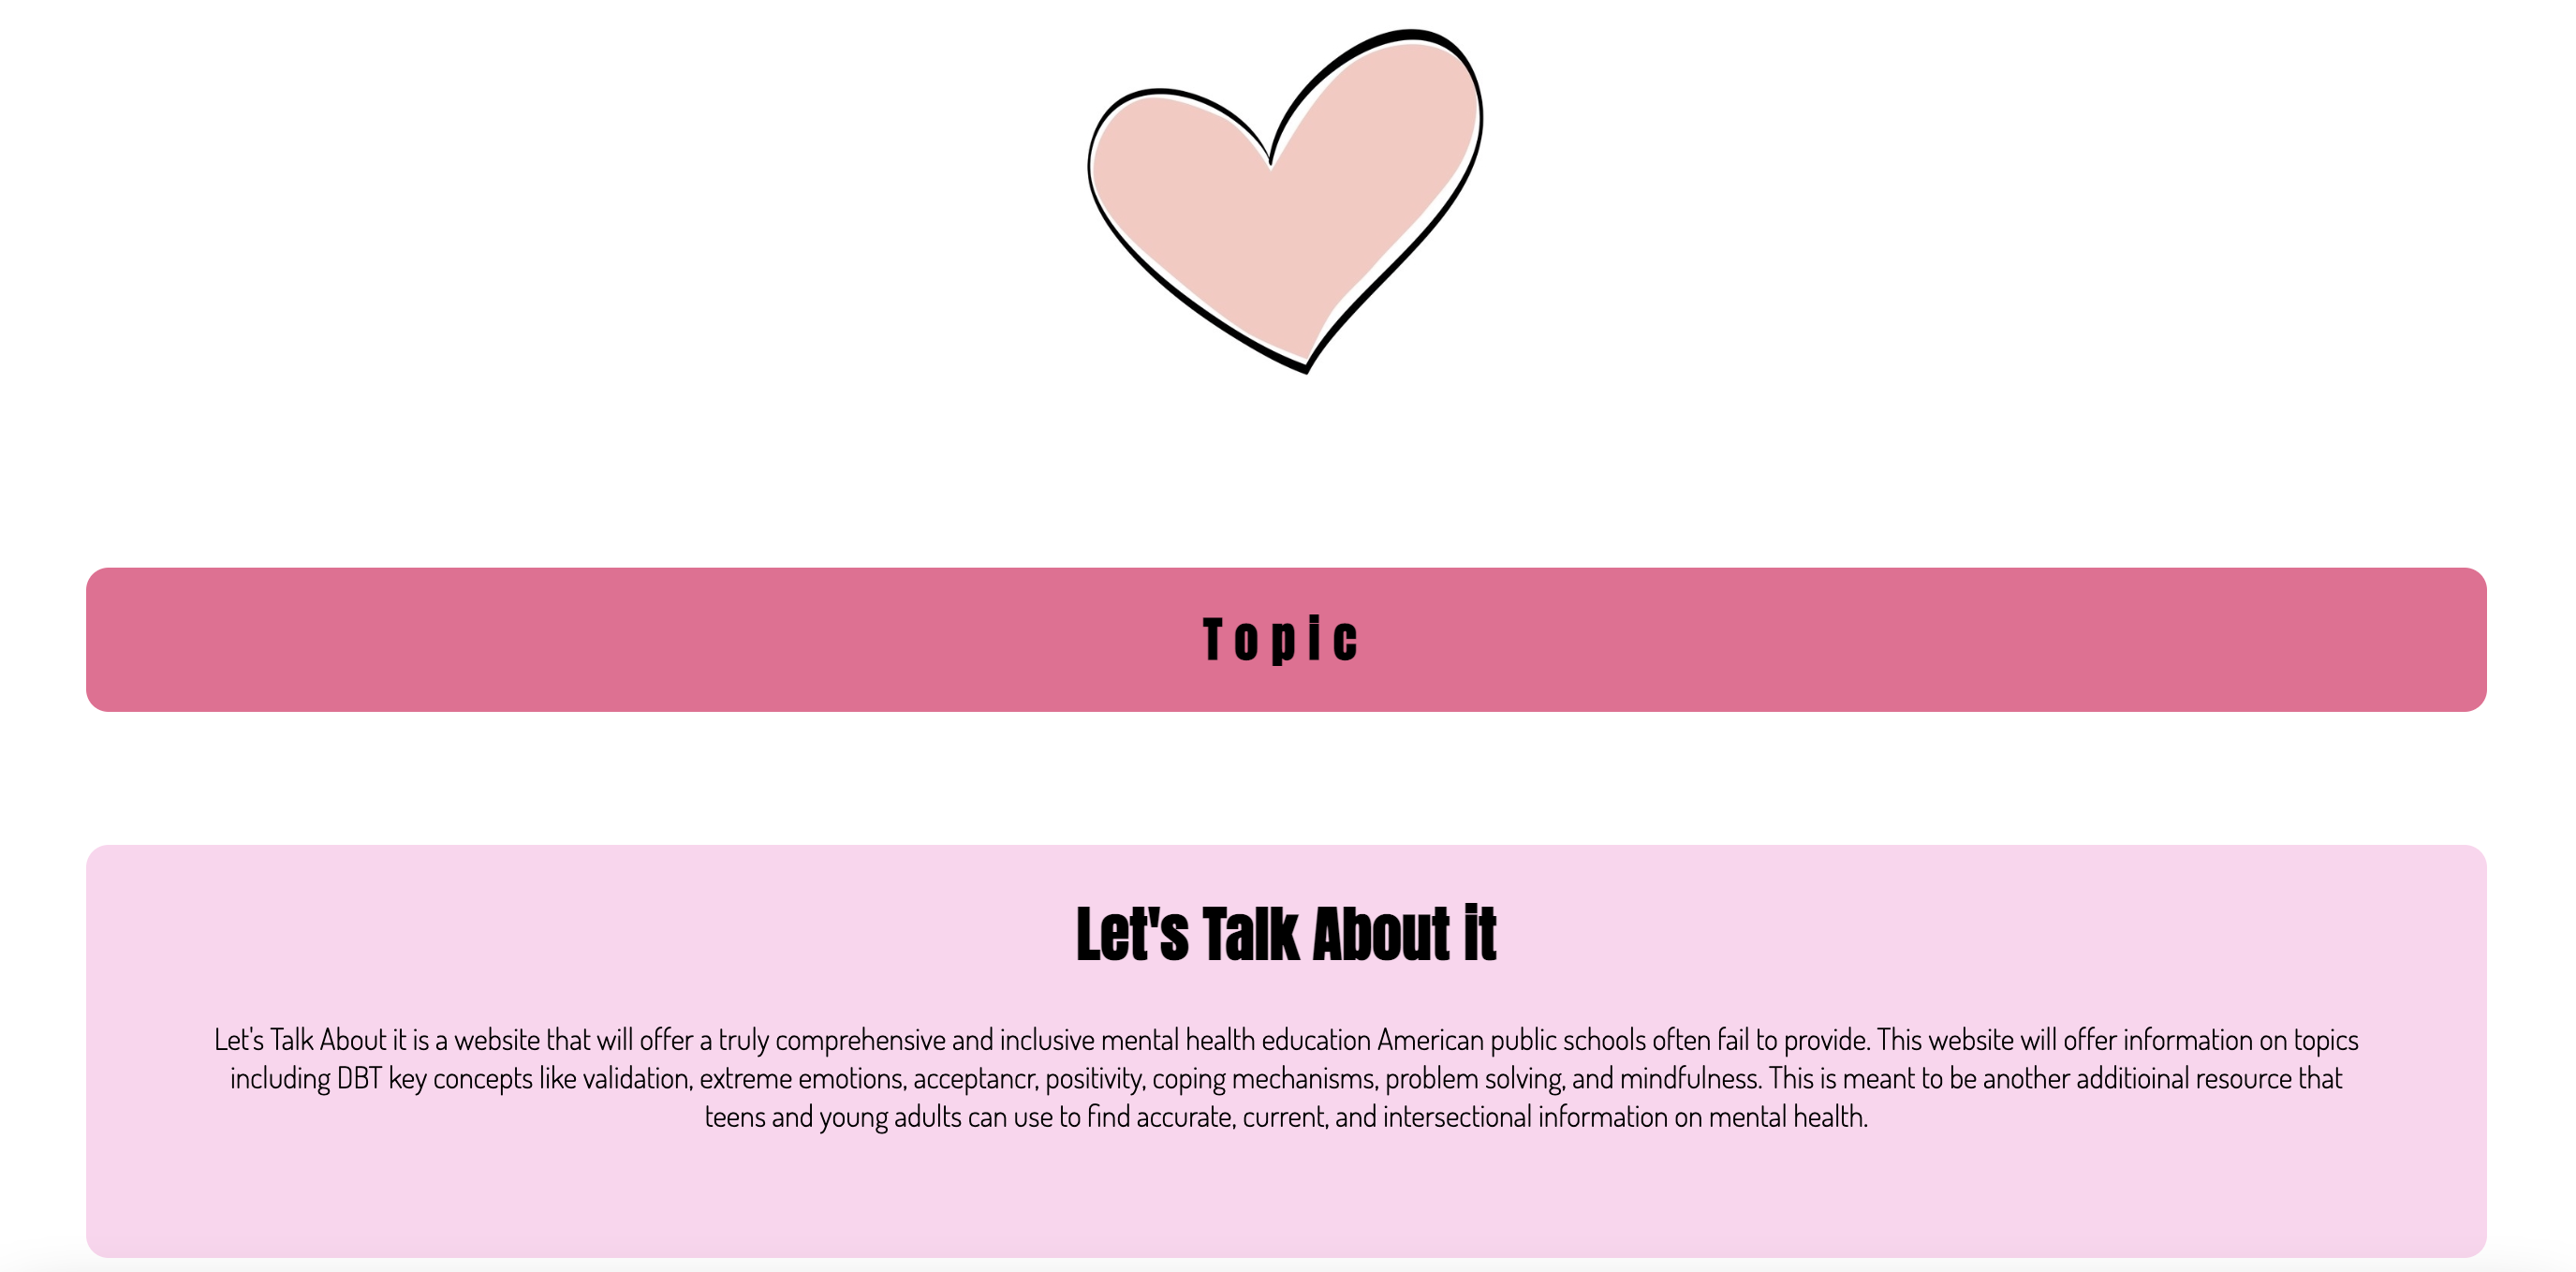 Topic
Let's Talk About it
Let's Talk About it is a website that will offer a truly comprehensive and inclusive mental health education American public schools often fail to provide. This website will offer information on topics
including DBT key concepts like validation, extreme emotions, acceptancr, positivity, coping mechanisms, problem solving, and mindfulness. This is meant to be another additioinal resource that
teens and young adults can use to find accurate, current, and intersectional information on mental health.